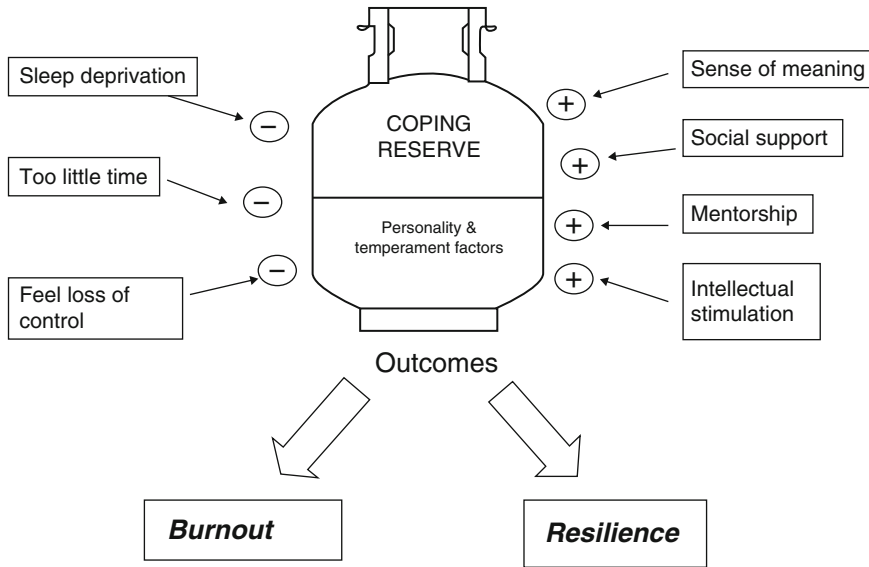 Sleep deprivation
Too little time
Feel loss of
control
−
−
−
COPING
RESERVE
Personality &
temperament factors
+
+
+
+
Sense of meaning
Social support
Mentorship
Intellectual
stimulation
Outcomes
Burnout
Resilience